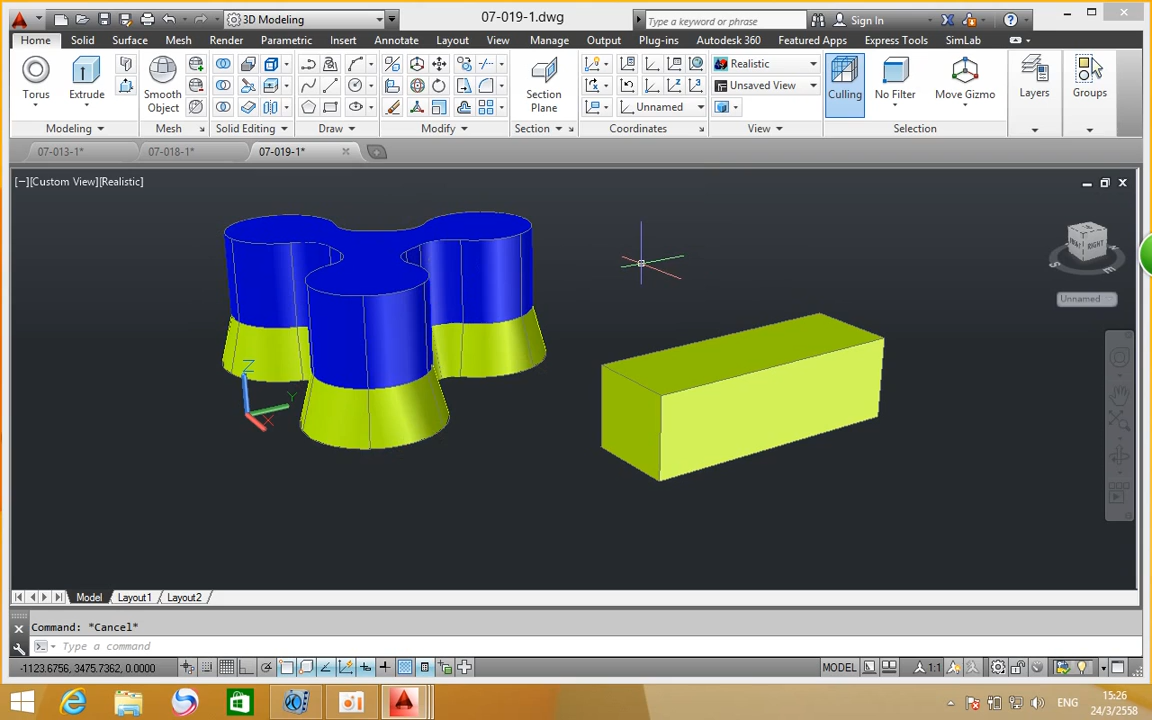 3D Modeling
07-019-1.dwg
Type a keyword or phrase
Sign In
Home Solid Surface Mesh Render Parametric Insert Annotate Layout View Manage Output Plug-ins Autodesk 360 Featured Apps Express Tools SimLab
Torus
Extrude
Smooth Object
Section Plane
Realistic
Unsaved View
Unnamed
Culling
No Filter
Move Gizmo
Layers
Groups
Modeling Mesh Solid Editing Draw Modify Section Coordinates View Selection
07-013-1* 07-018-1* 07-019-1*
[−][Custom View][Realistic]
RIGHT
S E
Unnamed
Z
Y
X
Model Layout1 Layout2
Command: *Cancel*
Type a command
-1123.6756, 3475.7362, 0.0000
MODEL
1:1
ENG
15:26
24/3/2558